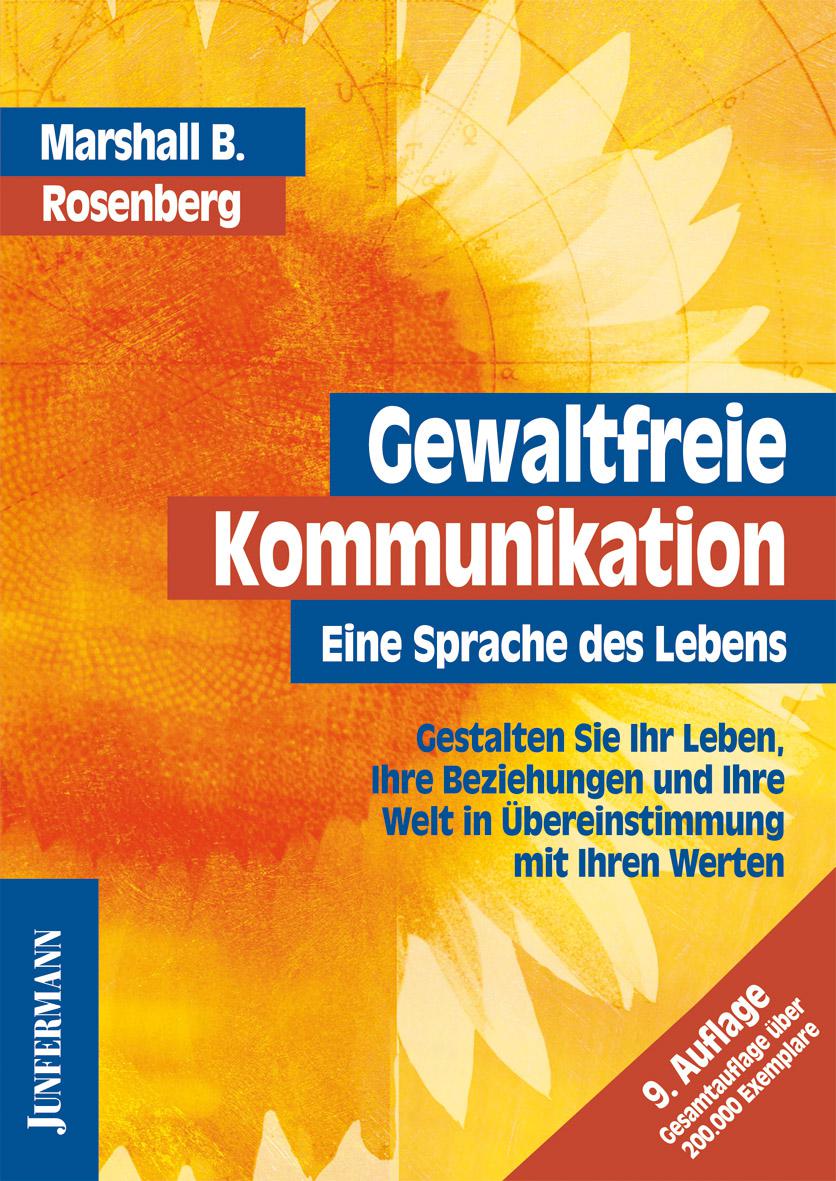 Marshall B.
Rosenberg
Gewaltfreie
Kommunikation
Eine Sprache des Lebens
Gestalten Sie Ihr Leben,
Ihre Beziehungen und Ihre
Welt in Übereinstimmung
mit Ihren Werten
JUNFERMANN
9. Auflage
Gesamtauflage über
200.000 Exemplare